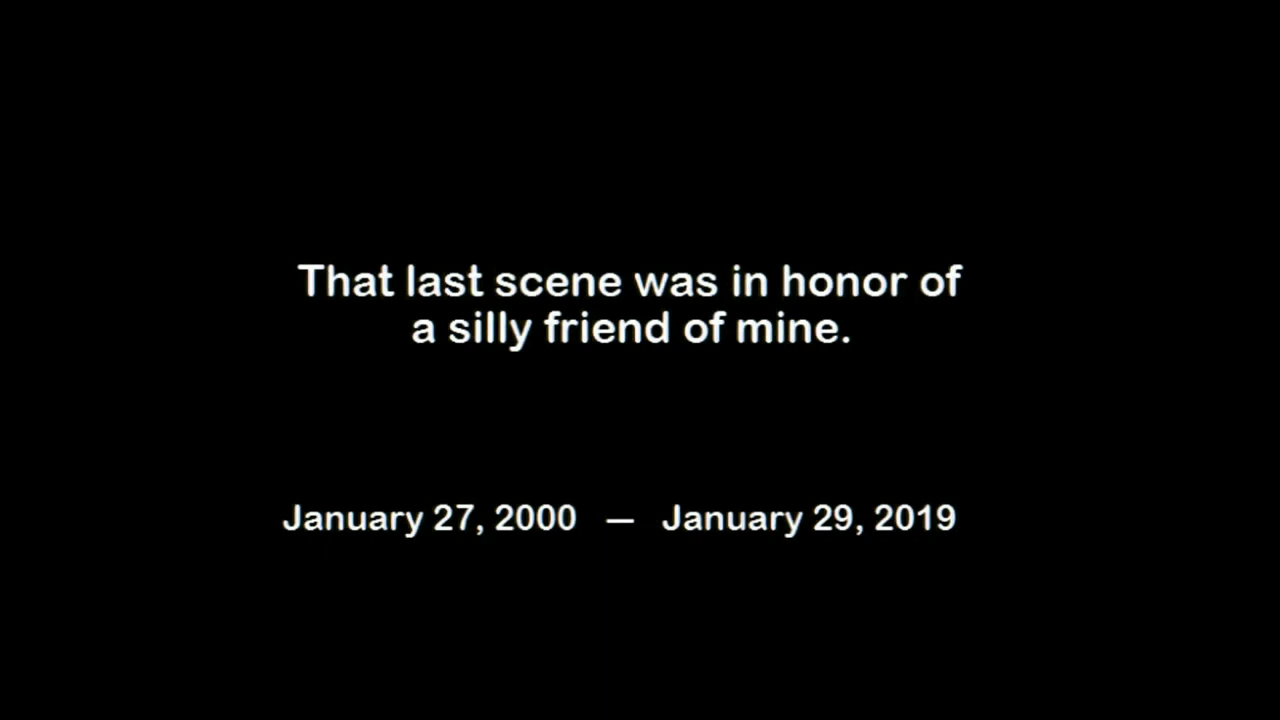 That last scene was in honor of
a silly friend of mine.
January 27, 2000 — January 29, 2019